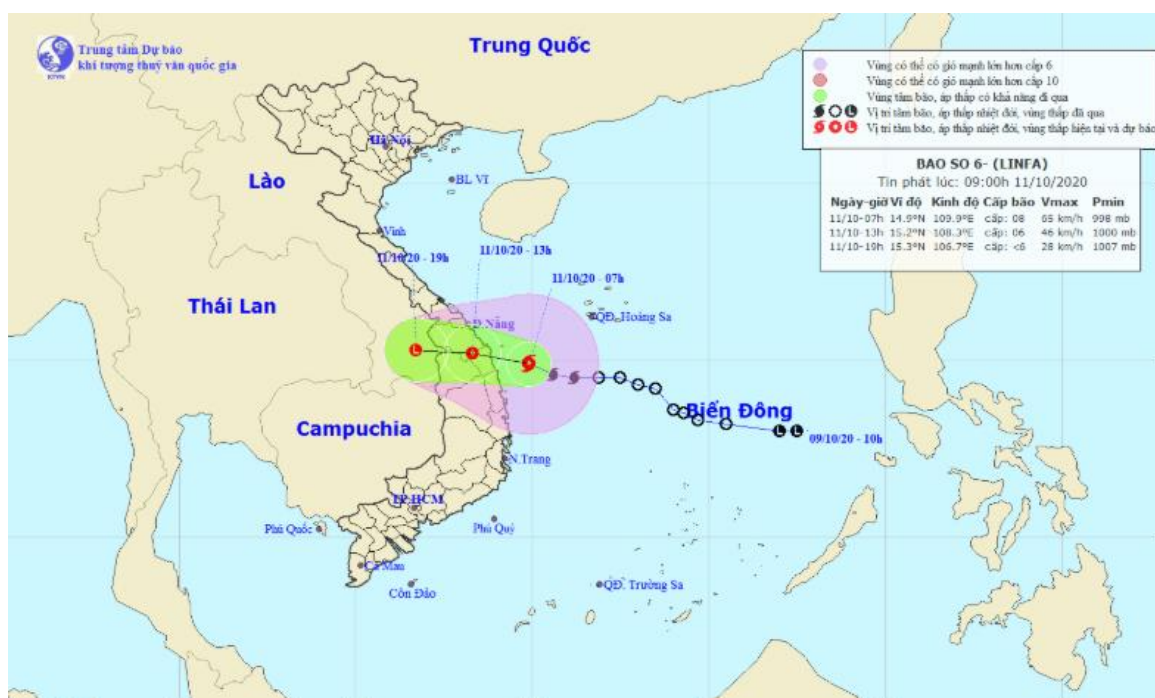 Trung tâm Dự báo
khí tượng thuỷ văn quốc gia
Trung Quốc
Vùng có thể có gió mạnh lớn hơn cấp 6
Vùng có thể có gió mạnh lớn hơn cấp 10
Vùng tâm bão, áp thấp có khả năng đi qua
Vị trí tâm bão, áp thấp nhiệt đới, vùng thấp đã qua
Vị trí tâm bão, áp thấp nhiệt đới, vùng thấp hiện tại và dự báo
BAO SO 6- (LINFA)
Tin phát lúc: 09:00h 11/10/2020
Ngày-giờ Vĩ độ Kinh độ Cấp bão Vmax Pmin
11/10-07h 14.9°N 109.9°E cấp: 08 65 km/h 998 mb
11/10-13h 15.2°N 108.3°E cấp: 06 46 km/h 1000 mb
11/10-19h 15.3°N 106.7°E cấp: <6 28 km/h 1007 mb
Hà Nội
Lào
BL VĨ
Vinh
11/10/20 - 13h
11/10/20 - 19h
11/10/20 - 07h
Thái Lan
Đ.Nẵng
QĐ. Hoàng Sa
Biển Đông
Campuchia
09/10/20 - 10h
N.Trang
TP.HCM
Phú Quốc
Phú Quý
Cà Mau
Côn Đảo
QĐ. Trường Sa